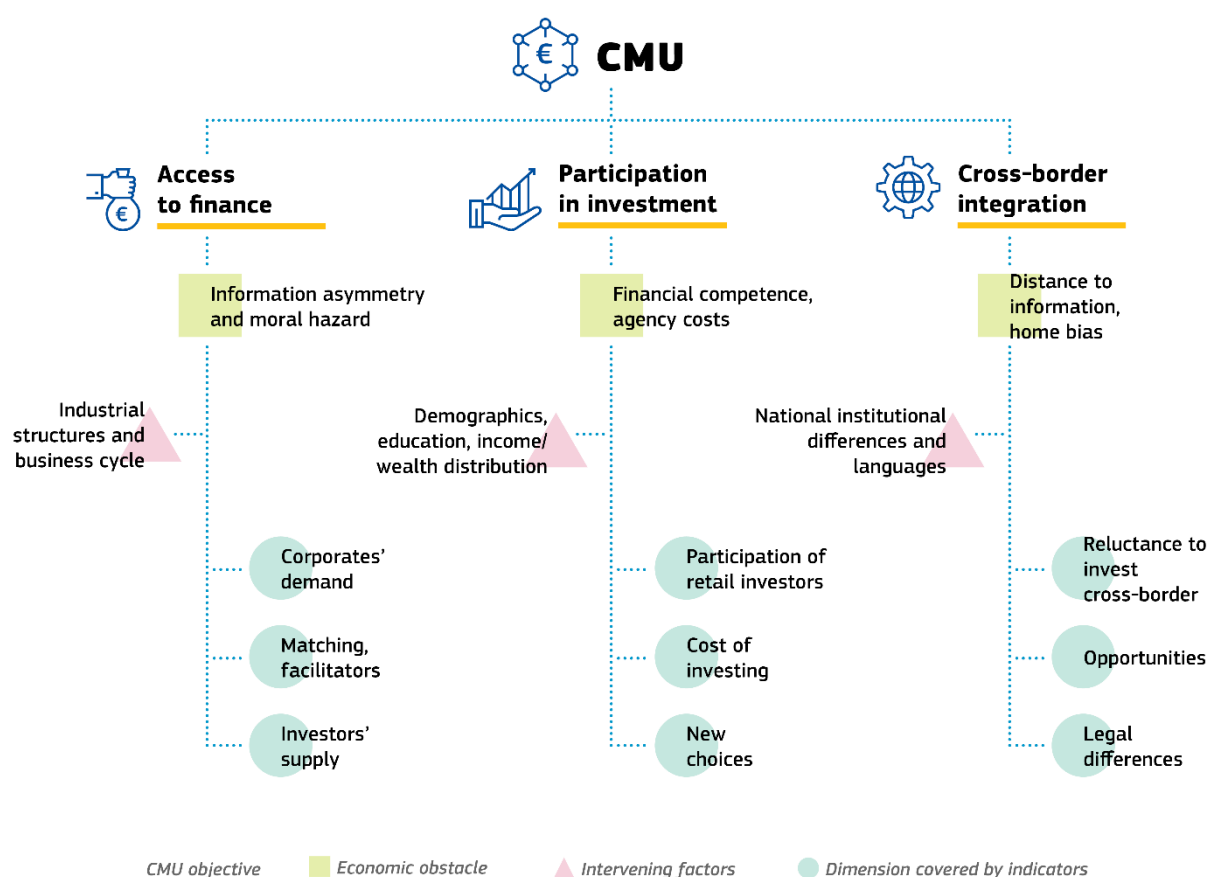 €
CMU
€
Access
to finance
Participation
in investment
Cross-border
integration
Information asymmetry
and moral hazard
Financial competence,
agency costs
Distance to
information,
home bias
Industrial
structures and
business cycle
Demographics,
education, income/
wealth distribution
National institutional
differences and
languages
Corporates’
demand
Participation of
retail investors
Reluctance to
invest
cross-border
Matching,
facilitators
Cost of
investing
Opportunities
Investors’
supply
New
choices
Legal
differences
CMU objective
Economic obstacle
Intervening factors
Dimension covered by indicators